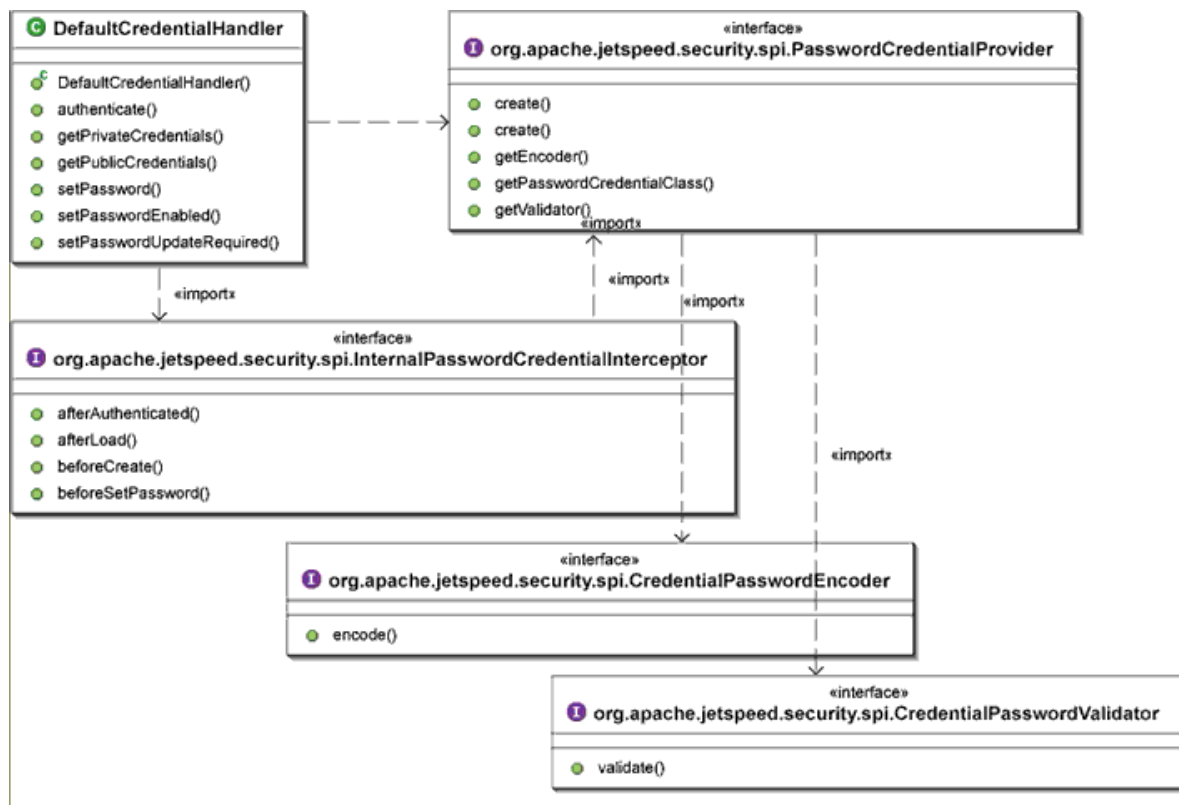 C DefaultCredentialHandler
DefaultCredentialHandler()
authenticate()
getPrivateCredentials()
getPublicCredentials()
setPassword()
setPasswordEnabled()
setPasswordUpdateRequired()
«interface»
I org.apache.jetspeed.security.spi.PasswordCredentialProvider
create()
create()
getEncoder()
getPasswordCredentialClass()
getValidator()
«import»
«import»
«import»
«import»
«interface»
I org.apache.jetspeed.security.spi.InternalPasswordCredentialInterceptor
afterAuthenticated()
afterLoad()
beforeCreate()
beforeSetPassword()
«import»
«interface»
I org.apache.jetspeed.security.spi.CredentialPasswordEncoder
encode()
«interface»
I org.apache.jetspeed.security.spi.CredentialPasswordValidator
validate()